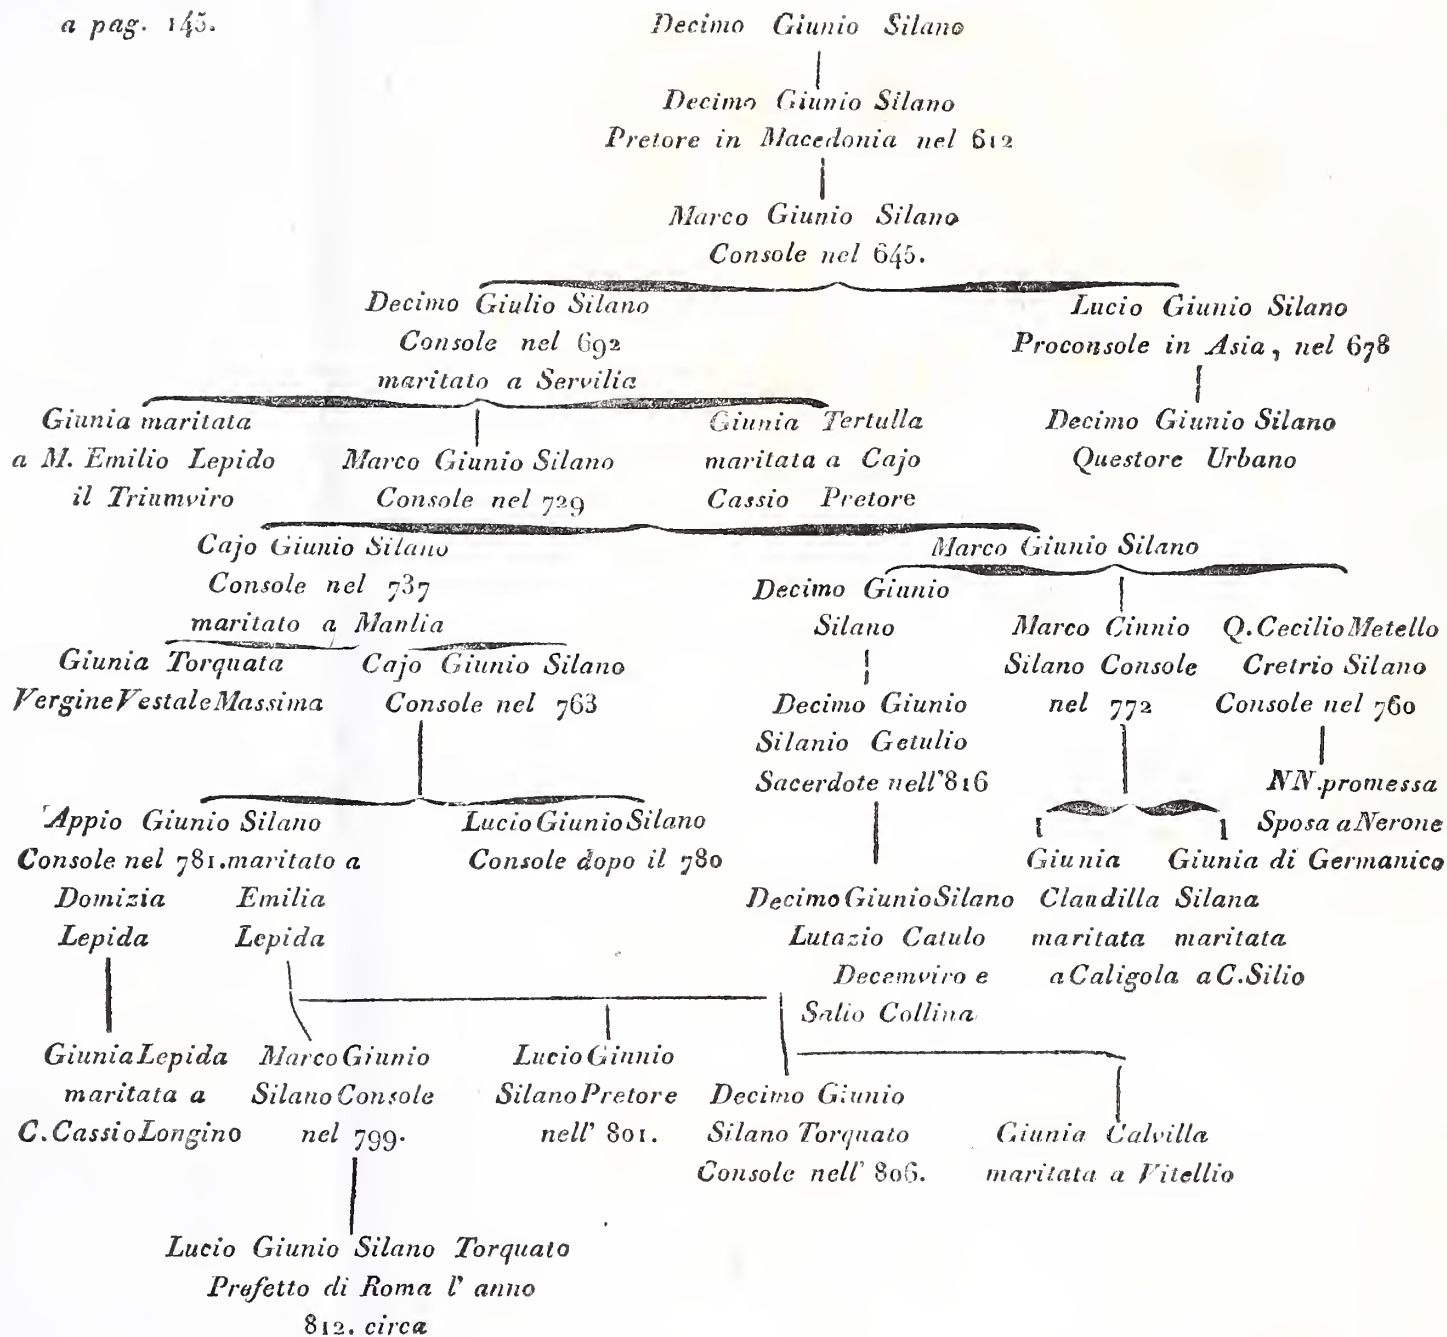 a pag. 145.
Decimo Giunio Silano
Decimo Giunio Silano
Pretore in Macedonia nel 612
Marco Giunio Silano
Console nel 645.
Decimo Giulio Silano
Console nel 692
maritato a Servilia
Lucio Giunio Silano
Proconsole in Asia, nel 678
Giunia maritata
a M. Emilio Lepido
il Triumviro
Marco Giunio Silano
Console nel 729
Giunia Tertulla
maritata a Cajo
Cassio Pretore
Decimo Giunio Silano
Questore Urbano
Cajo Giunio Silano
Console nel 737
maritato a Manlia
Marco Giunio Silano
Giunia Torquata
Vergine Vestale Massima
Cajo Giunio Silano
Console nel 763
Decimo Giunio
Silano
Marco Cinnio
Silano Console
nel 772
Q. Cecilio Metello
Cretrio Silano
Console nel 760
Decimo Giunio
Silanio Getulio
Sacerdote nell'816
NN. promessa
Sposa a Nerone
di Germanico
Appio Giunio Silano
Console nel 781. maritato a
Domizia
Lepida
Emilia
Lepida
Lucio Giunio Silano
Console dopo il 780
Decimo Giunio Silano
Lutazio Catulo
Decemviro e
Salio Collina
Giunia
Claudilla
maritata
a Caligola
Giunia
Silana
maritata
a C. Silio
Giunia Lepida
maritata a
C. Cassio Longino
Marco Giunio
Silano Console
nel 799.
Lucio Giunio
Silano Pretore
nell' 801.
Decimo Giunio
Silano Torquato
Console nell' 806.
Giunia Calvilla
maritata a Vitellio
Lucio Giunio Silano Torquato
Prefetto di Roma l' anno
812. circa